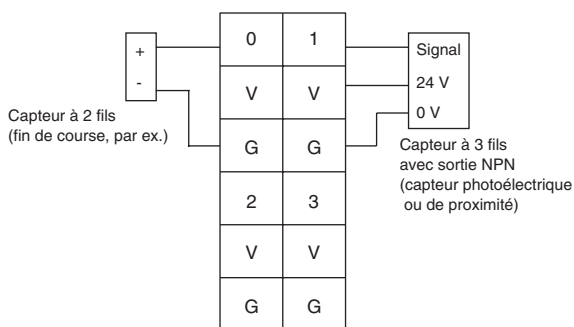 +
-
Capteur à 2 fils
(fin de course, par ex.)
0 1
V V
G G
2 3
V V
G G
Signal
24 V
0 V
Capteur à 3 fils
avec sortie NPN
(capteur photoélectrique
ou de proximité)